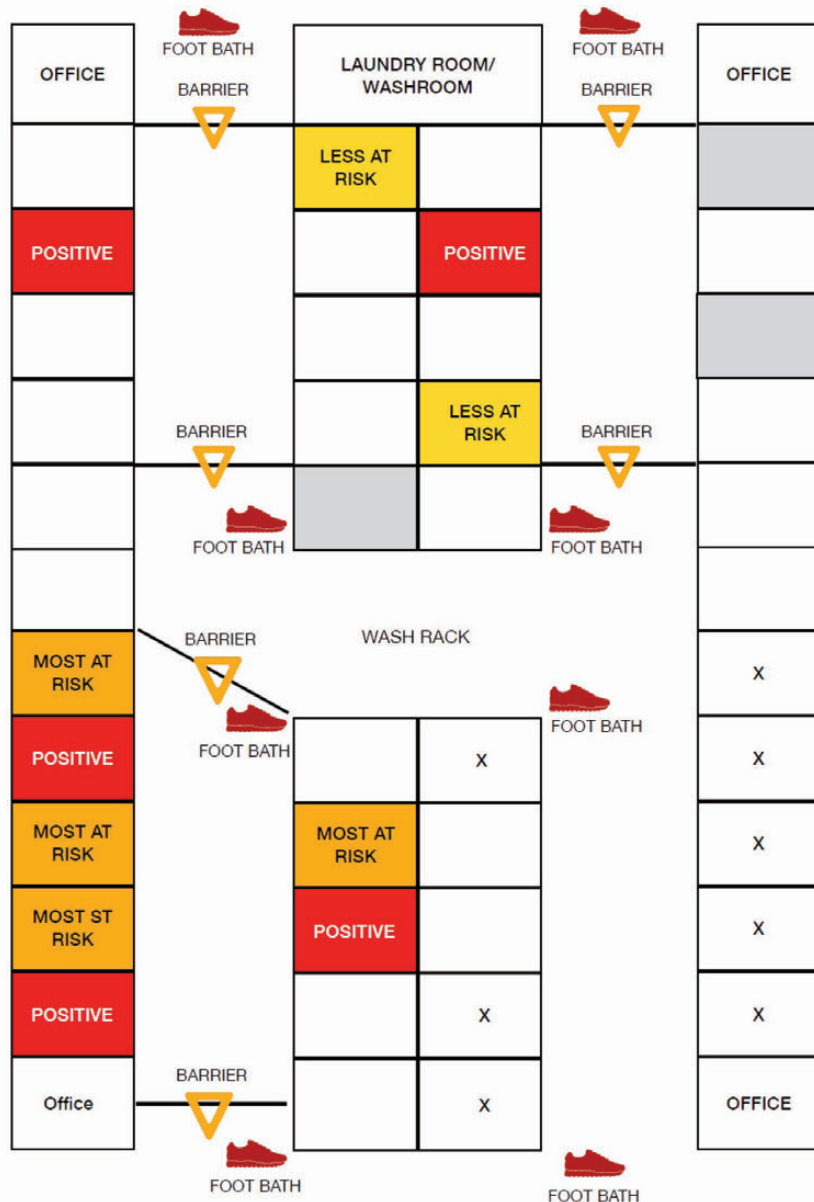 FOOT BATH
FOOT BATH
OFFICE
LAUNDRY ROOM/
WASHROOM
OFFICE
BARRIER
BARRIER
LESS AT
RISK
POSITIVE
POSITIVE
LESS AT
RISK
BARRIER
BARRIER
FOOT BATH
FOOT BATH
BARRIER
WASH RACK
MOST AT
RISK
X
FOOT BATH
FOOT BATH
POSITIVE
X
X
MOST AT
RISK
MOST AT
RISK
X
MOST ST
RISK
POSITIVE
X
POSITIVE
X
X
BARRIER
Office
X
OFFICE
FOOT BATH
FOOT BATH